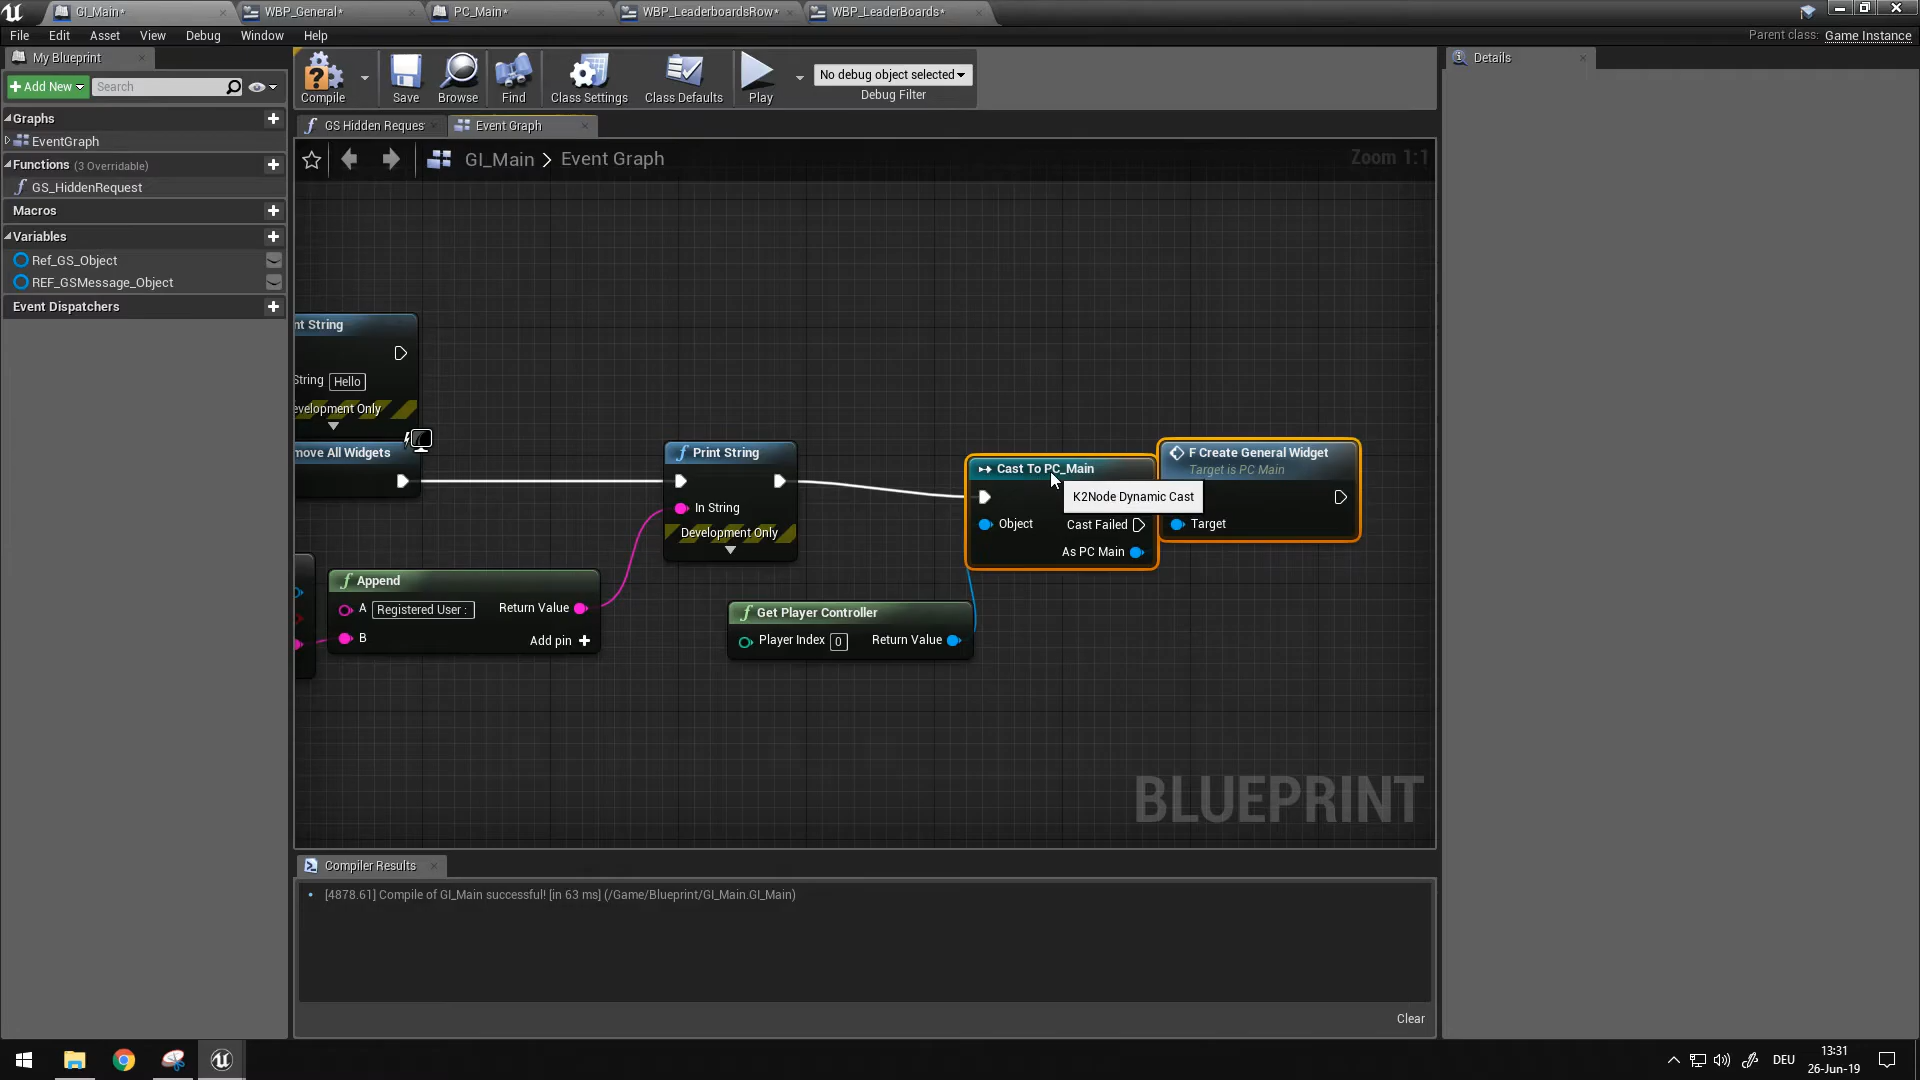 GI_Main*
WBP_General*
PC_Main*
WBP_LeaderboardsRow*
WBP_LeaderBoards*
File Edit Asset View Debug Window Help
Parent class: Game Instance
My Blueprint
Add New
Search
Graphs
EventGraph
Functions (3 Overridable)
GS_HiddenRequest
Macros
Variables
Ref_GS_Object
REF_GSMessage_Object
Event Dispatchers
Compile
Save
Browse
Find
Class Settings
Class Defaults
Play
No debug object selected
Debug Filter
Details
GS Hidden Reques
Event Graph
GI_Main > Event Graph
Zoom 1:1
nt String
String Hello
evelopment Only
move All Widgets
f Print String
In String
Development Only
Cast To PC_Main
Object
Cast Failed
As PC Main
K2Node Dynamic Cast
F Create General Widget
Target is PC Main
Target
f Append
A Registered User :
Return Value
B
Add pin
f Get Player Controller
Player Index 0
Return Value
BLUEPRINT
Compiler Results
[4878.61] Compile of GI_Main successful! [in 63 ms] (/Game/Blueprint/GI_Main.GI_Main)
Clear
DEU
13:31
26-Jun-19